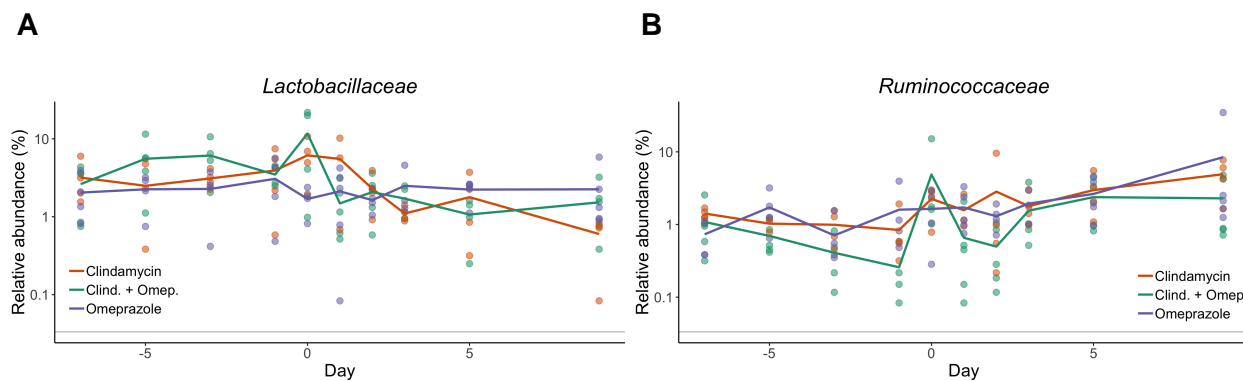 A
Lactobacillaceae
Relative abundance (%)
10
1
0.1
Clindamycin
Clind. + Omep.
Omeprazole
-5
0
5
Day
B
Ruminococcaceae
Relative abundance (%)
10
1
0.1
Clindamycin
Clind. + Omep
Omeprazole
-5
0
5
Day